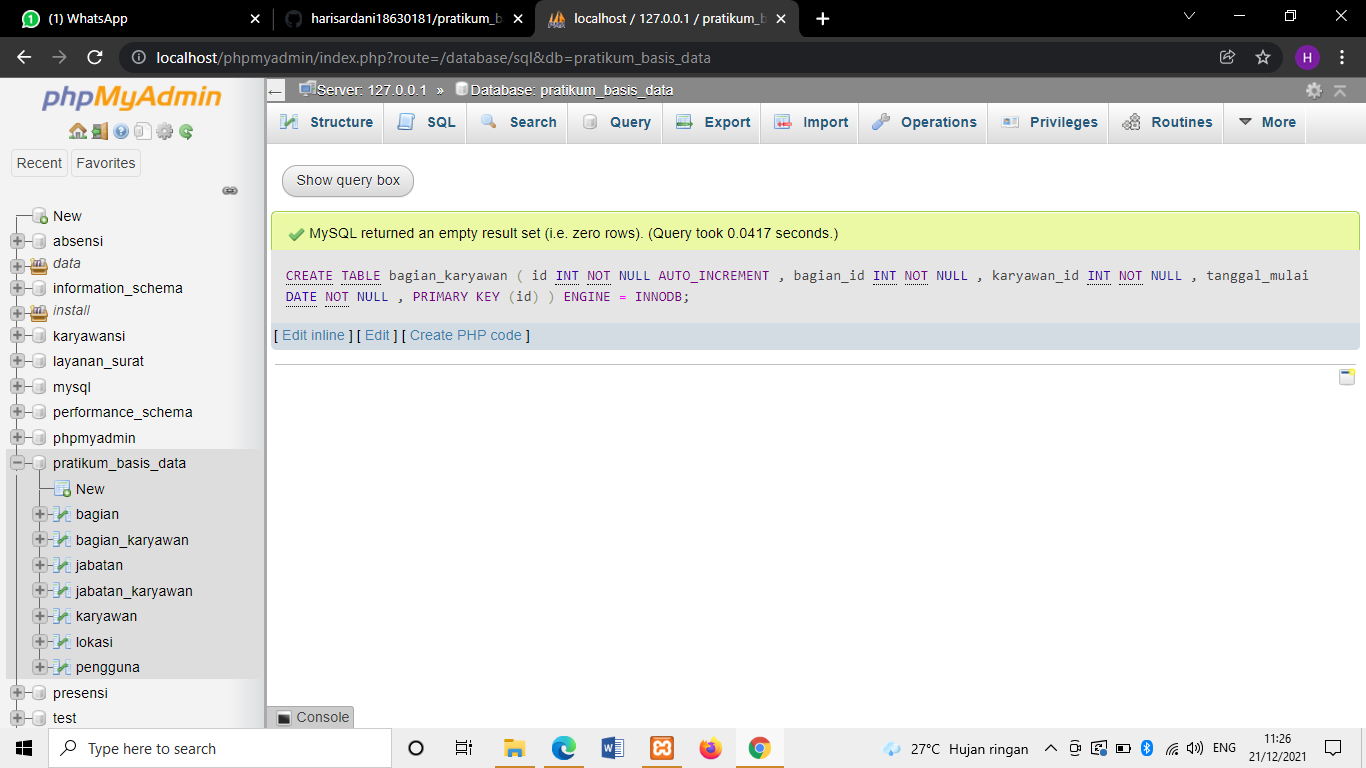 (1) WhatsApp
harisardani18630181/pratikum_b
localhost / 127.0.0.1 / pratikum_b
localhost/phpmyadmin/index.php?route=/database/sql&db=pratikum_basis_data
H
phpMyAdmin
Recent
Favorites
New
absensi
data
information_schema
install
karyawansi
layanan_surat
mysql
performance_schema
phpmyadmin
pratikum_basis_data
New
bagian
bagian_karyawan
jabatan
jabatan_karyawan
karyawan
lokasi
pengguna
presensi
test
Server: 127.0.0.1 » Database: pratikum_basis_data
Structure SQL Search Query Export Import Operations Privileges Routines More
Show query box
MySQL returned an empty result set (i.e. zero rows). (Query took 0.0417 seconds.)
CREATE TABLE bagian_karyawan ( id INT NOT NULL AUTO_INCREMENT , bagian_id INT NOT NULL , karyawan_id INT NOT NULL , tanggal_mulai
DATE NOT NULL , PRIMARY KEY (id) ) ENGINE = INNODB;
[ Edit inline ] [ Edit ] [ Create PHP code ]
Console
Type here to search
27°C Hujan ringan
ENG
11:26
21/12/2021